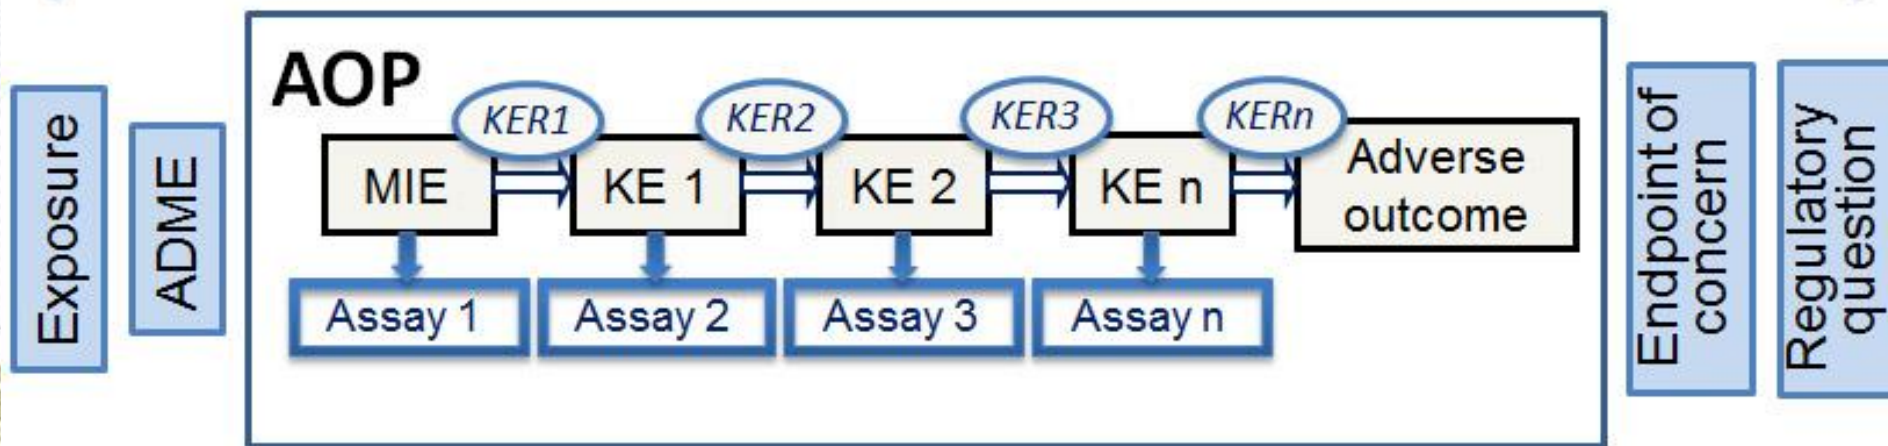 Exposure
ADME
AOP
KER1
KER2
KER3
KERn
MIE
KE 1
KE 2
KE n
Adverse
outcome
Assay 1
Assay 2
Assay 3
Assay n
Endpoint of
concern
Regulatory
question